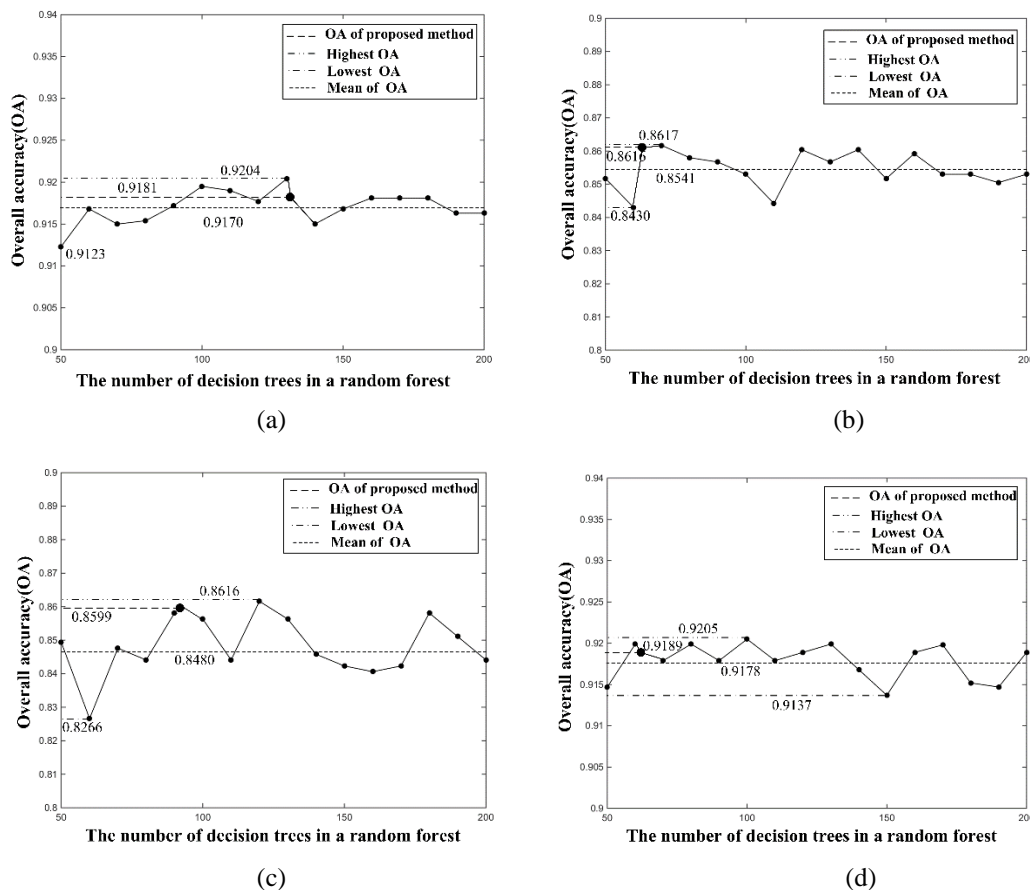 0.94
0.935
0.93
0.925
0.92
0.915
0.91
0.905
0.9
Overall accuracy(OA)
OA of proposed method
Highest OA
Lowest OA
Mean of OA
0.9204
0.9181
0.9170
0.9123
50
100
150
200
The number of decision trees in a random forest
(a)
0.9
0.89
0.88
0.87
0.86
0.85
0.84
0.83
0.82
0.81
0.8
Overall accuracy(OA)
OA of proposed method
Highest OA
Lowest OA
Mean of OA
0.8617
0.8616
0.8541
0.8430
50
100
150
200
The number of decision trees in a random forest
(b)
0.9
0.89
0.88
0.87
0.86
0.85
0.84
0.83
0.82
0.81
0.8
Overall accuracy(OA)
OA of proposed method
Highest OA
Lowest OA
Mean of OA
0.8616
0.8599
0.8480
0.8266
50
100
150
200
The number of decision trees in a random forest
(c)
0.94
0.935
0.93
0.925
0.92
0.915
0.91
0.905
0.9
Overall accuracy(OA)
OA of proposed method
Highest OA
Lowest OA
Mean of OA
0.9205
0.9189
0.9178
0.9137
50
100
150
200
The number of decision trees in a random forest
(d)